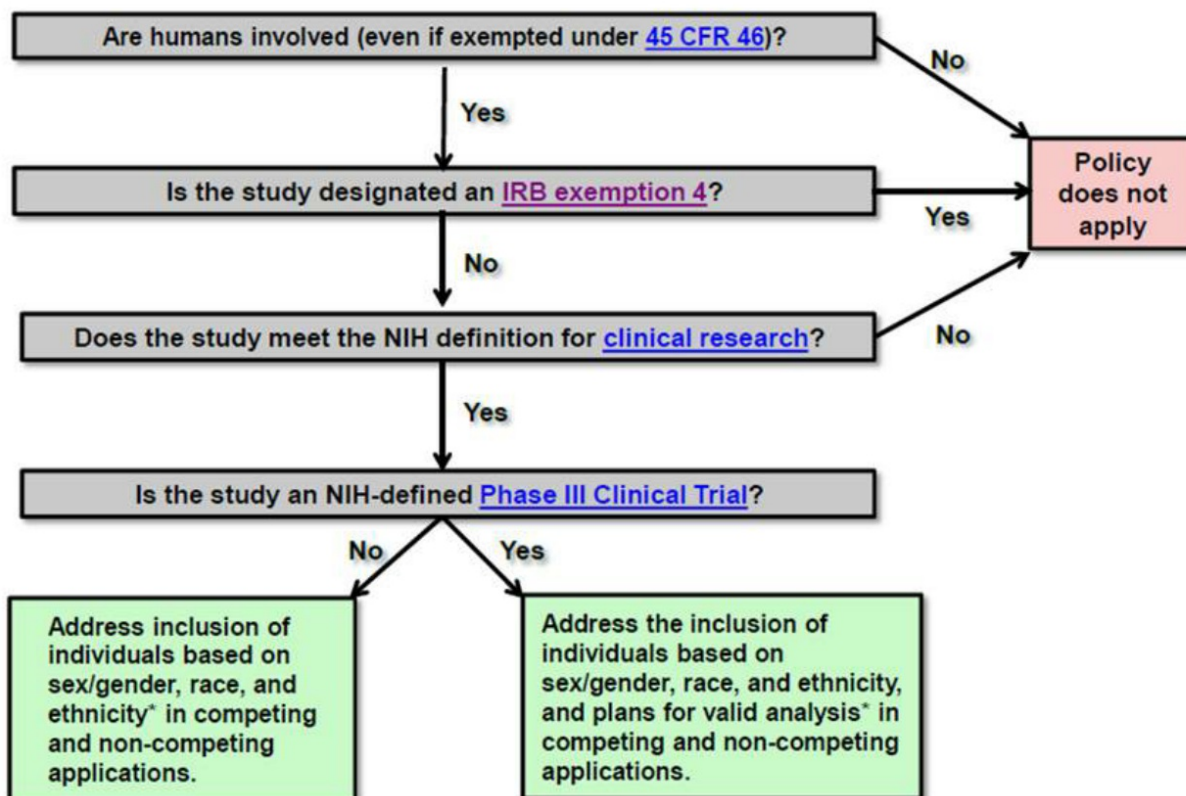 Are humans involved (even if exempted under 45 CFR 46)?
No
Yes
Policy
does not
apply
Is the study designated an IRB exemption 4?
Yes
No
Does the study meet the NIH definition for clinical research?
No
Yes
Is the study an NIH-defined Phase III Clinical Trial?
No
Yes
Address inclusion of
individuals based on
sex/gender, race, and
ethnicity* in competing
and non-competing
applications.
Address the inclusion of
individuals based on
sex/gender, race, and ethnicity,
and plans for valid analysis* in
competing and non-competing
applications.